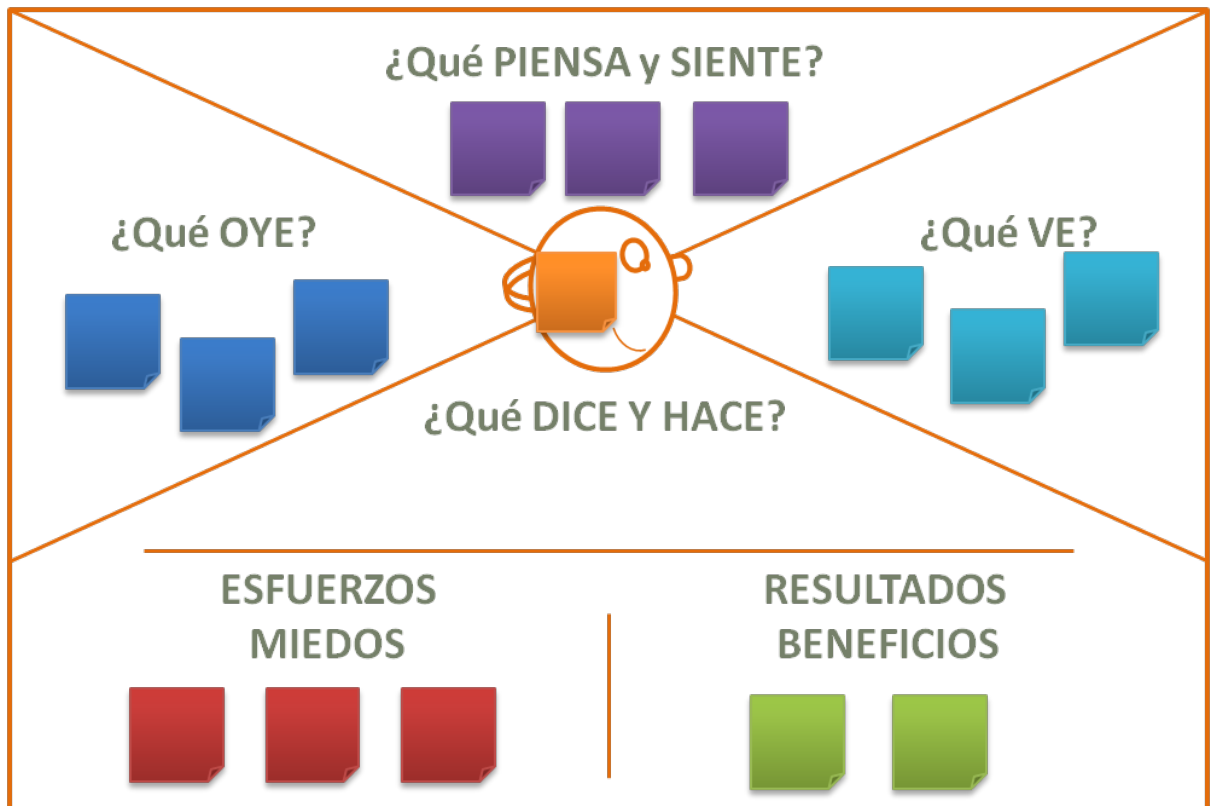 ¿Qué PIENSA y SIENTE?
¿Qué OYE?
¿Qué VE?
¿Qué DICE Y HACE?
ESFUERZOS
MIEDOS
RESULTADOS
BENEFICIOS